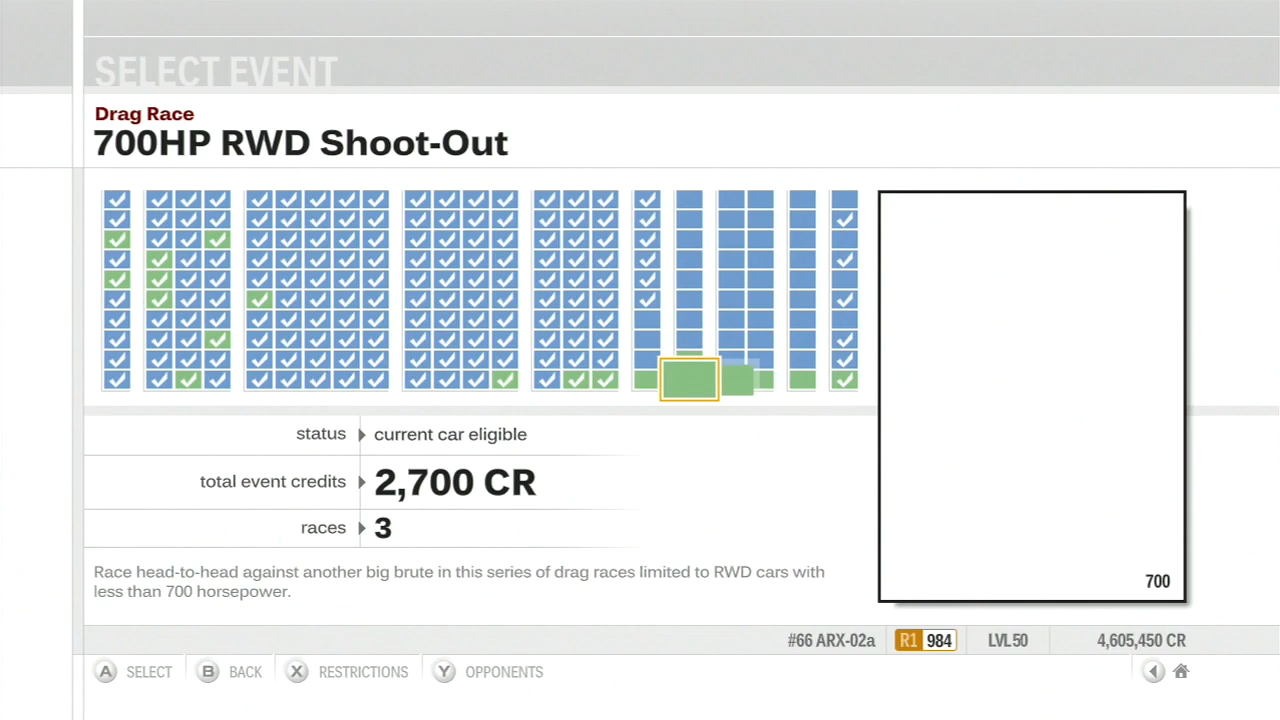 SELECT EVENT
Drag Race
700HP RWD Shoot-Out
status current car eligible
total event credits 2,700 CR
races 3
Race head-to-head against another big brute in this series of drag races limited to RWD cars with
less than 700 horsepower.
700
#66 ARX-02a R1 984 LVL50 4,605,450 CR
A SELECT B BACK X RESTRICTIONS Y OPPONENTS